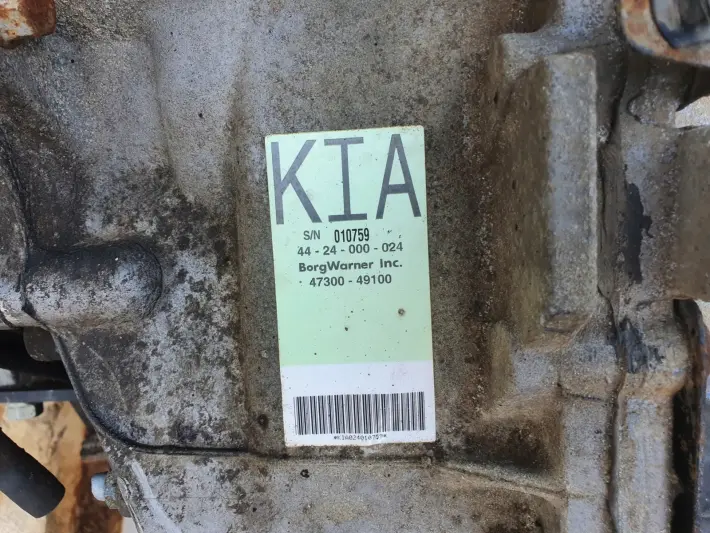 KIA
S/N 010759
44 - 24 - 000 - 024
BorgWarner Inc.
47300 - 49100